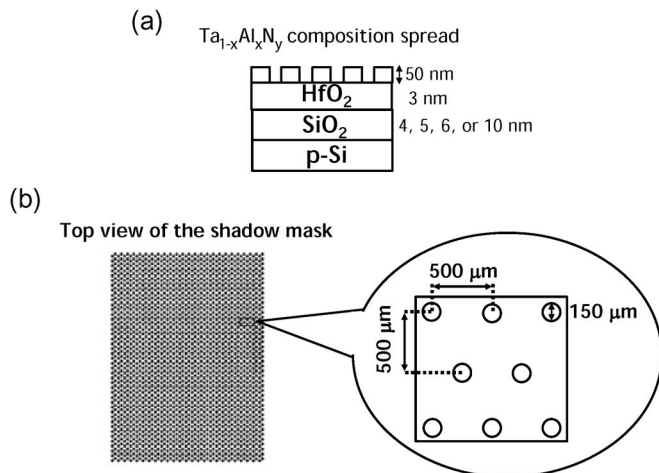 (a)
Ta₁₋ₓAlₓNᵧ composition spread
50 nm
HfO₂
3 nm
SiO₂
4, 5, 6, or 10 nm
p-Si
(b)
Top view of the shadow mask
500 μm
150 μm
500 μm